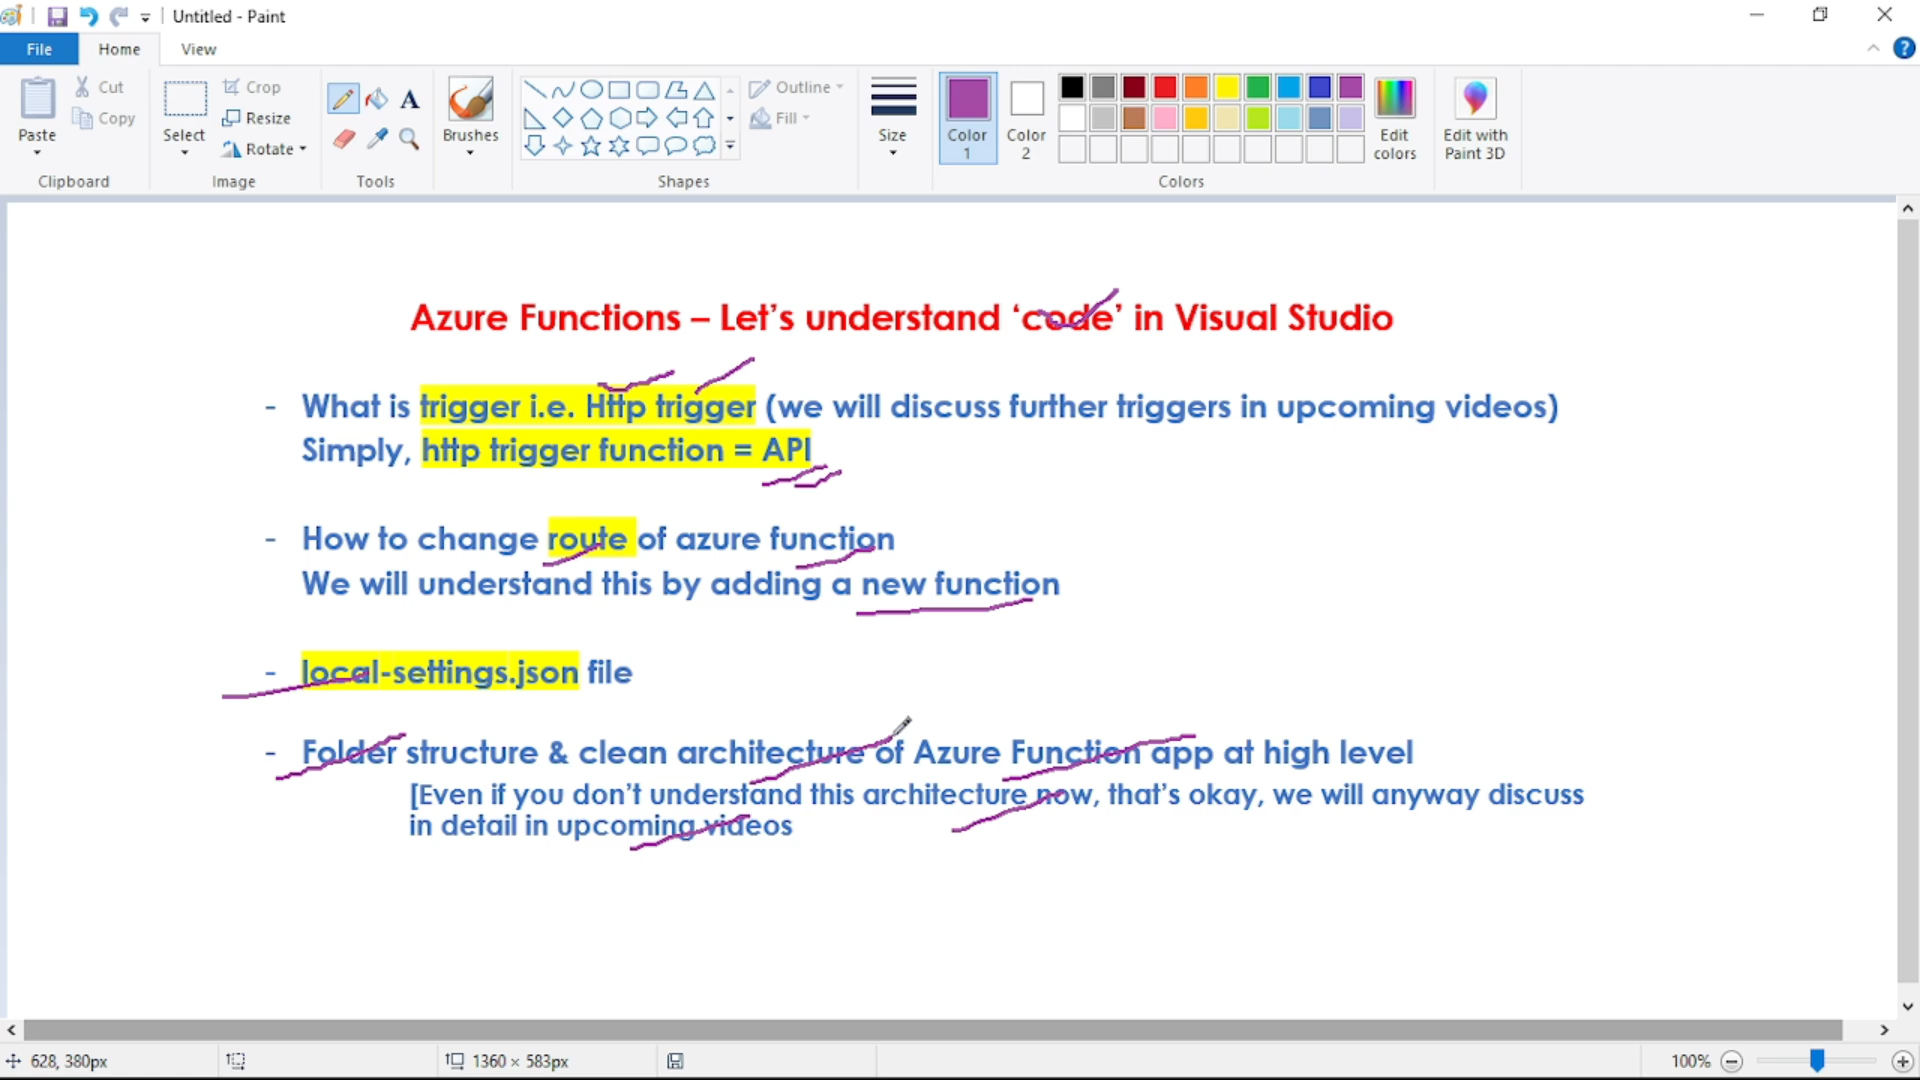 Untitled - Paint
File Home View
Paste Cut Copy Clipboard
Select Crop Resize Rotate Image
Tools
Brushes
Shapes
Outline Fill
Size
Color 1 Color 2
Edit colors
Edit with Paint 3D
Colors
Azure Functions – Let's understand 'code' in Visual Studio
- What is trigger i.e. Http trigger (we will discuss further triggers in upcoming videos)
Simply, http trigger function = API
- How to change route of azure function
We will understand this by adding a new function
- local-settings.json file
- Folder structure & clean architecture of Azure Function app at high level
[Even if you don't understand this architecture now, that's okay, we will anyway discuss
in detail in upcoming videos
628, 380px 1360 × 583px 100%